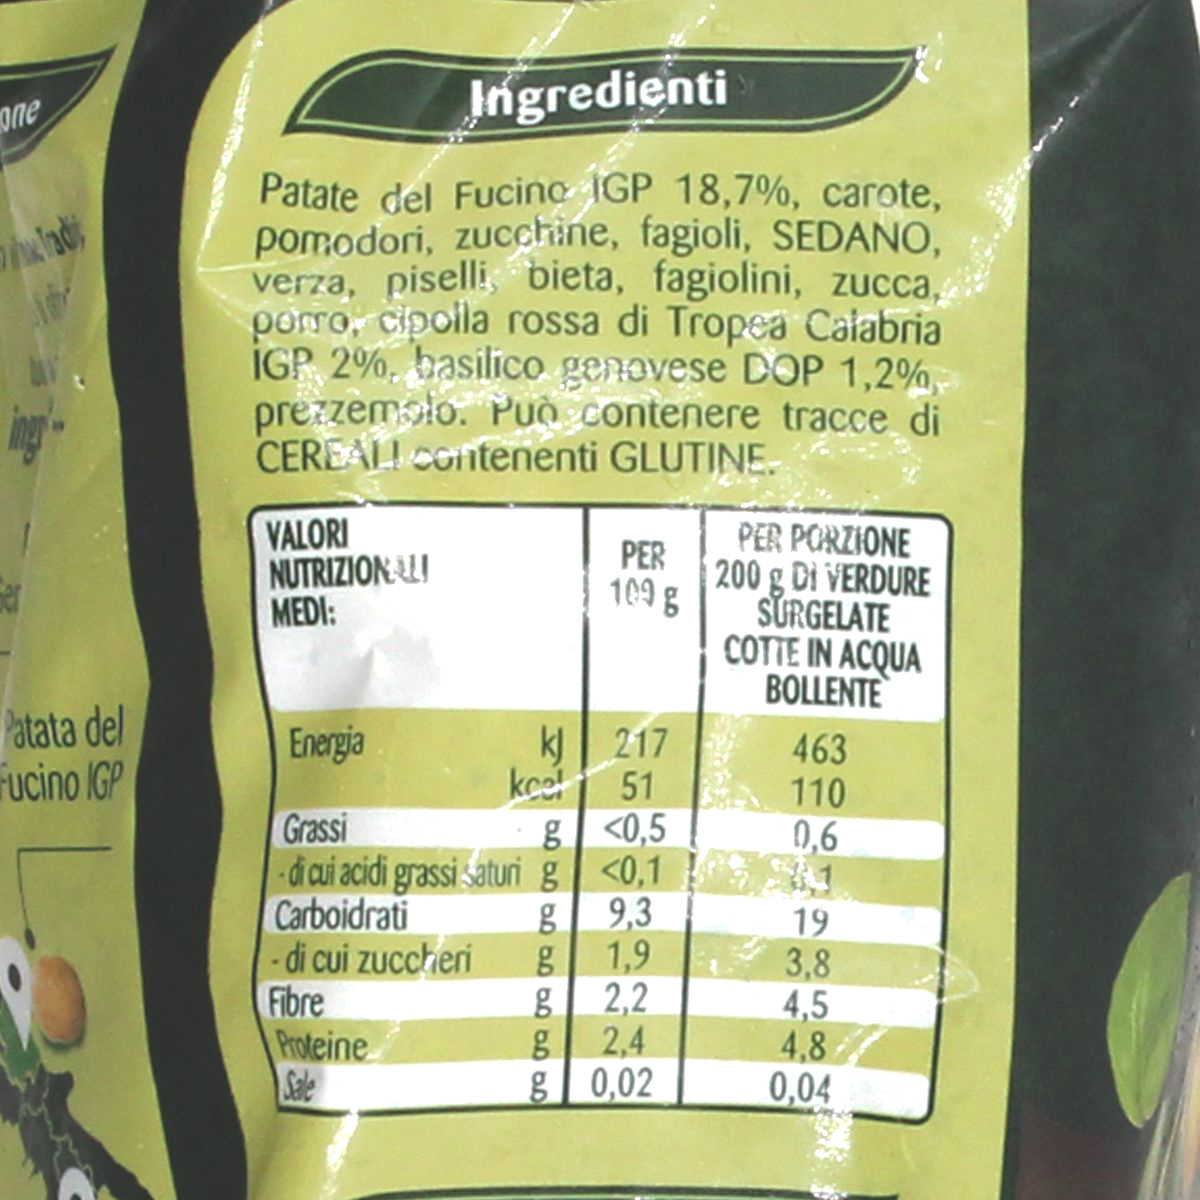 Ingredienti
Patate del Fucino IGP 18,7%, carote,
pomodori, zucchine, fagioli, SEDANO,
verza, piselli, bieta, fagiolini, zucca,
porro, cipolla rossa di Tropea Calabria
IGP 2%, basilico genovese DOP 1,2%,
prezzemolo. Può contenere tracce di
CEREALI contenenti GLUTINE.
VALORI NUTRIZIONALI MEDI: PER 100 g PER PORZIONE 200 g DI VERDURE SURGELATE COTTE IN ACQUA BOLLENTE
Energia kJ 217 463
kcal 51 110
Grassi g <0,5 0,6
- di cui acidi grassi saturi g <0,1 0,1
Carboidrati g 9,3 19
- di cui zuccheri g 1,9 3,8
Fibre g 2,2 4,5
Proteine g 2,4 4,8
Sale g 0,02 0,04
Patata del
Fucino IGP